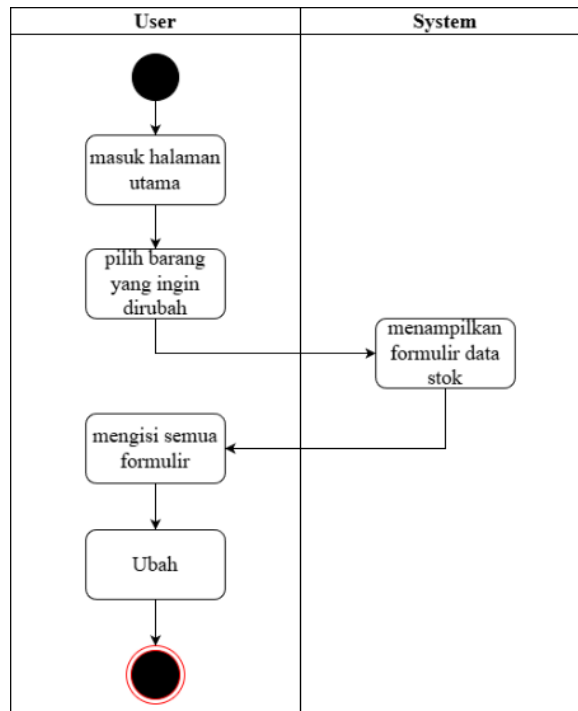 User
System
masuk halaman
utama
pilih barang
yang ingin
dirubah
menampilkan
formulir data
stok
mengisi semua
formulir
Ubah